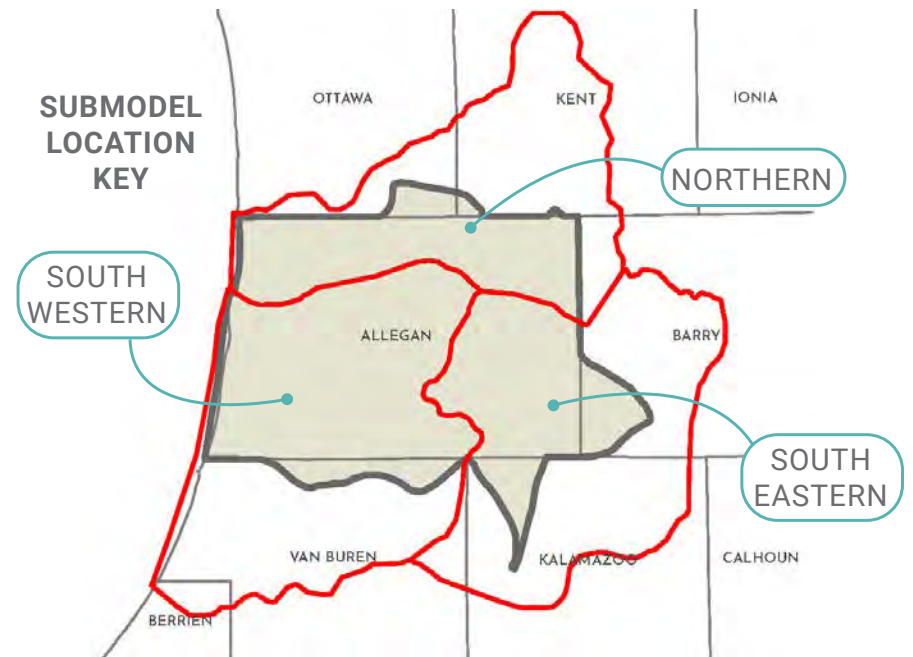 SUBMODEL
LOCATION
KEY
OTTAWA
KENT
IONIA
NORTHERN
SOUTH
WESTERN
ALLEGAN
BARRY
SOUTH
EASTERN
VAN BUREN
KALAMAZOO
CALHOUN
BERRIEN